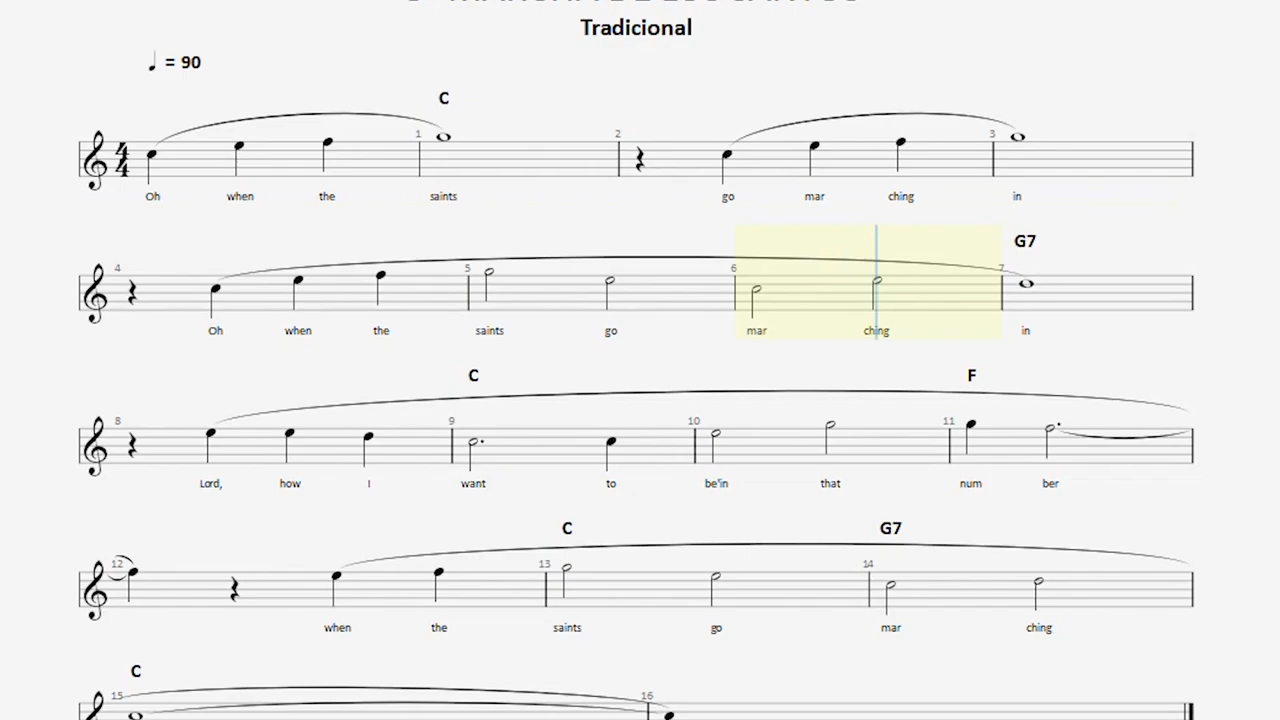 Tradicional
♩ = 90
C
1 2 3
4
4
Oh when the saints go mar ching in
G7
4 5 6 7
Oh when the saints go mar ching in
C F
8 9 10 11
Lord, how I want to be'in that num ber
C G7
12 13 14
when the saints go mar ching
C
15 16